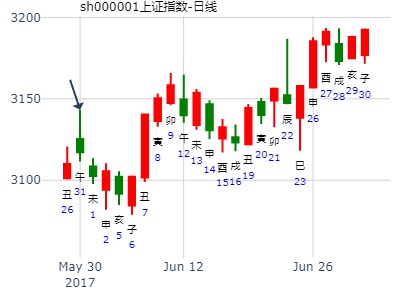 sh000001上证指数-日线
3200
3150
3100
丑
26
午
31
未
1
申
2
亥
5
子
6
丑
7
寅
8
卯
9
午
12
未
13
申
14
酉
15
戌
16
丑
19
寅
20
卯
21
辰
22
巳
23
申
26
酉
27
戌
28
亥
29
子
30
May 30
2017
Jun 12
Jun 26